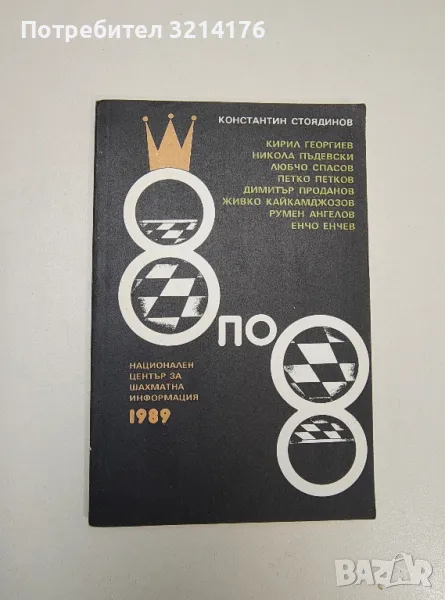 Потребител 3214176
КОНСТАНТИН СТОЯДИНОВ
КИРИЛ ГЕОРГИЕВ
НИКОЛА ПЪДЕВСКИ
ЛЮБЧО СПАСОВ
ПЕТКО ПЕТКОВ
ДИМИТЪР ПРОДАНОВ
ЖИВКО КАЙКАМДЖОЗОВ
РУМЕН АНГЕЛОВ
ЕНЧО ЕНЧЕВ
8 ПО 8
НАЦИОНАЛЕН
ЦЕНТЪР ЗА
ШАХМАТНА
ИНФОРМАЦИЯ
1989
BAZAR